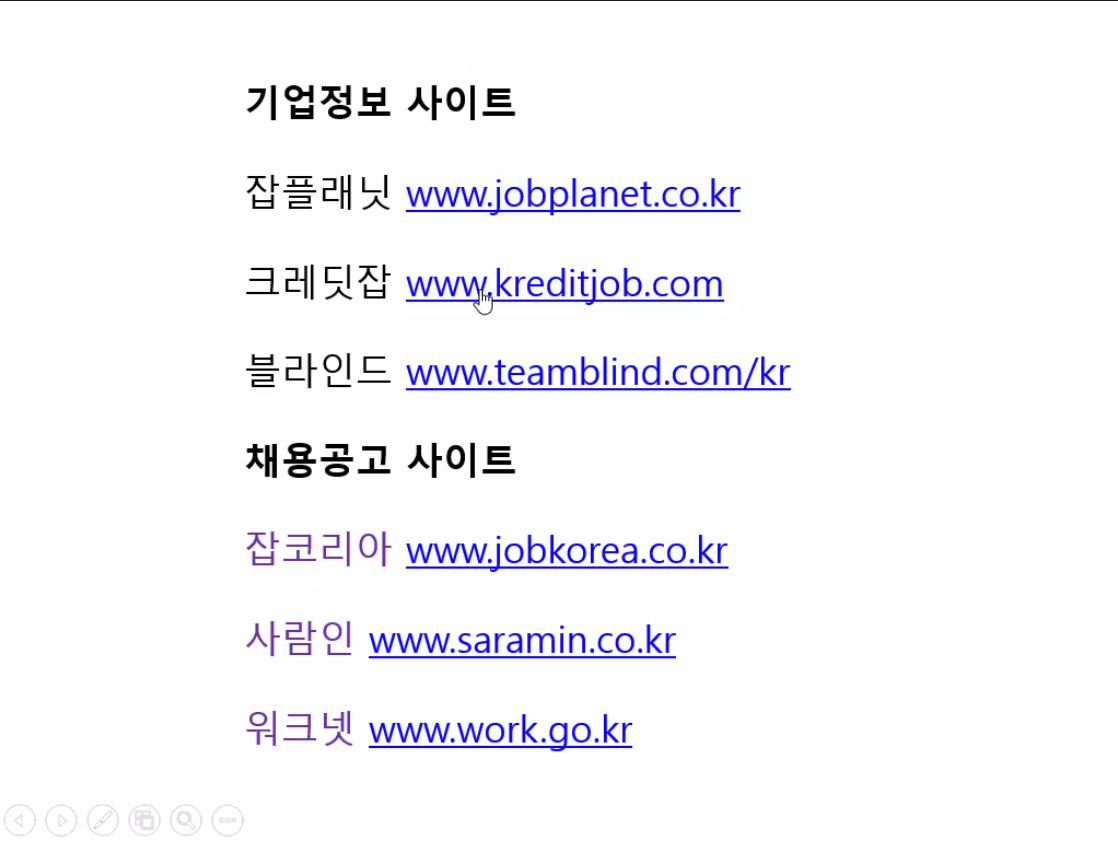 기업정보 사이트
잡플래닛 www.jobplanet.co.kr
크레딧잡 www.kreditjob.com
블라인드 www.teamblind.com/kr
채용공고 사이트
잡코리아 www.jobkorea.co.kr
사람인 www.saramin.co.kr
워크넷 www.work.go.kr